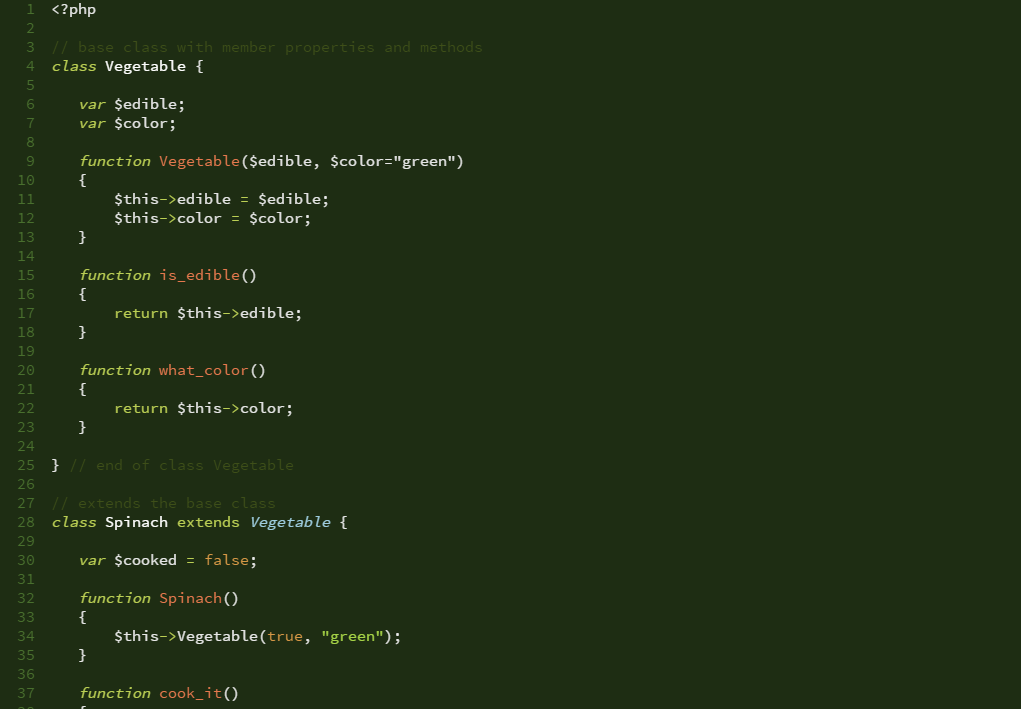 1 <?php
2
3 // base class with member properties and methods
4 class Vegetable {
5
6 var $edible;
7 var $color;
8
9 function Vegetable($edible, $color="green")
10 {
11 $this->edible = $edible;
12 $this->color = $color;
13 }
14
15 function is_edible()
16 {
17 return $this->edible;
18 }
19
20 function what_color()
21 {
22 return $this->color;
23 }
24
25 } // end of class Vegetable
26
27 // extends the base class
28 class Spinach extends Vegetable {
29
30 var $cooked = false;
31
32 function Spinach()
33 {
34 $this->Vegetable(true, "green");
35 }
36
37 function cook_it()
38 {